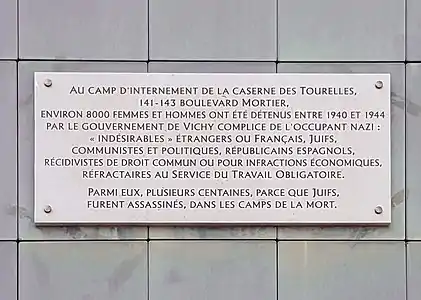 Au camp d'internement de la caserne des Tourelles,
141-143 boulevard Mortier,
environ 8000 femmes et hommes ont été détenus entre 1940 et 1944
par le gouvernement de Vichy complice de l'occupant nazi :
« indésirables » étrangers ou Français, Juifs,
communistes et politiques, républicains espagnols,
récidivistes de droit commun ou pour infractions économiques,
réfractaires au Service du Travail Obligatoire.
Parmi eux, plusieurs centaines, parce que Juifs,
furent assassinés, dans les camps de la mort.